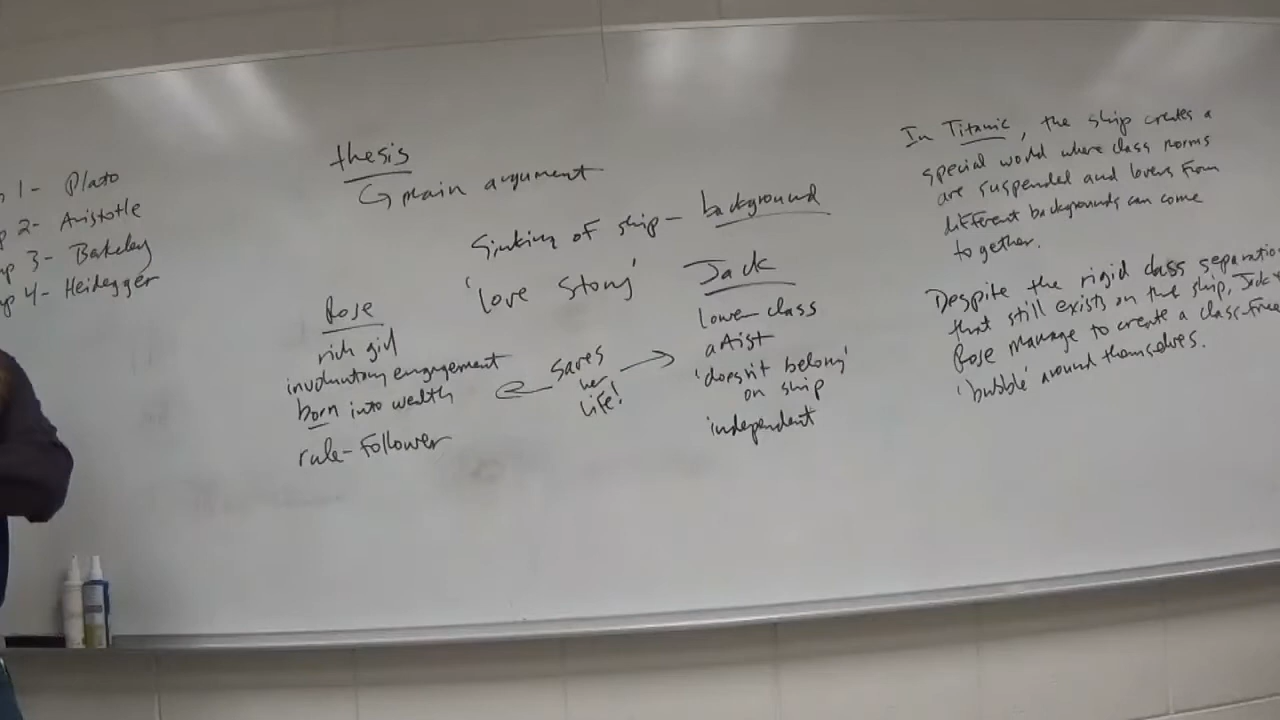 1- Plato
p 2- Aristotle
mp 3- Barkeley
up 4- Heidegger
thesis
↳ main argument
Sinking of ship - background
'love story'
Rose
rich girl
involuntary engagement
born into wealth
rule-follower
saves
her
life!
Jack
lower class
artist
'doesn't belong'
on ship
independent
In Titanic, the ship creates a
special world where class norms
are suspended and lovers from
different backgrounds can come
together.
Despite the rigid class separatio
that still exists on the ship, Jack +
Rose manage to create a class-free
'bubble' around themselves.